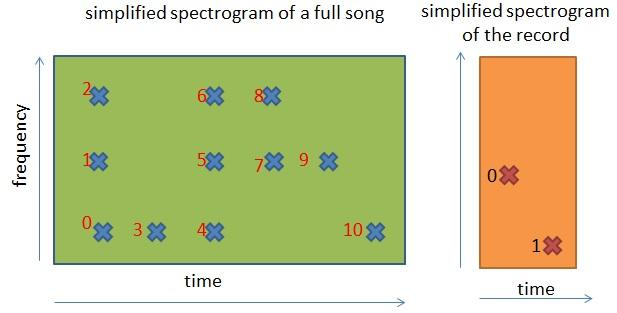 simplified spectrogram of a full song
frequency
2
6
8
1
5
7
9
0
3
4
10
time
simplified spectrogram
of the record
0
1
time